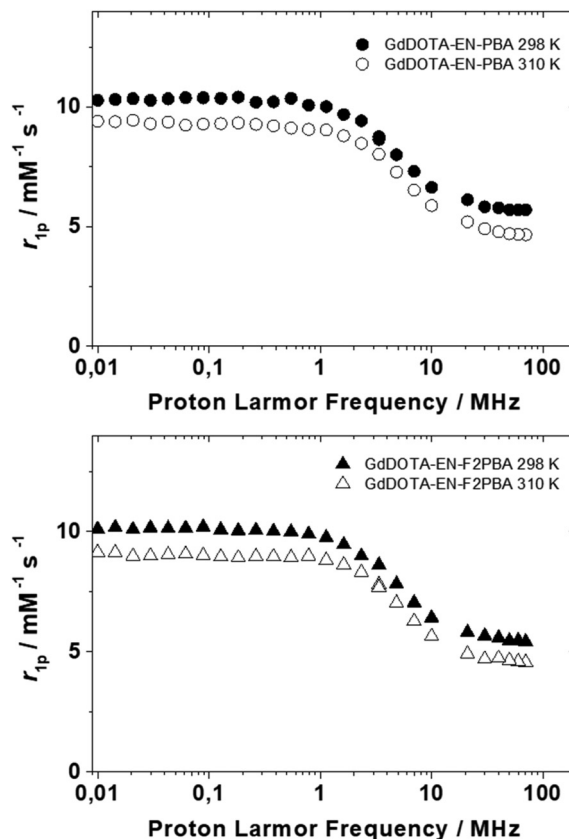 GdDOTA-EN-PBA 298 K
GdDOTA-EN-PBA 310 K
10
5
0
r1p / mM-1 s-1
0,01 0,1 1 10 100
Proton Larmor Frequency / MHz
GdDOTA-EN-F2PBA 298 K
GdDOTA-EN-F2PBA 310 K
10
5
0
r1p / mM-1 s-1
0,01 0,1 1 10 100
Proton Larmor Frequency / MHz